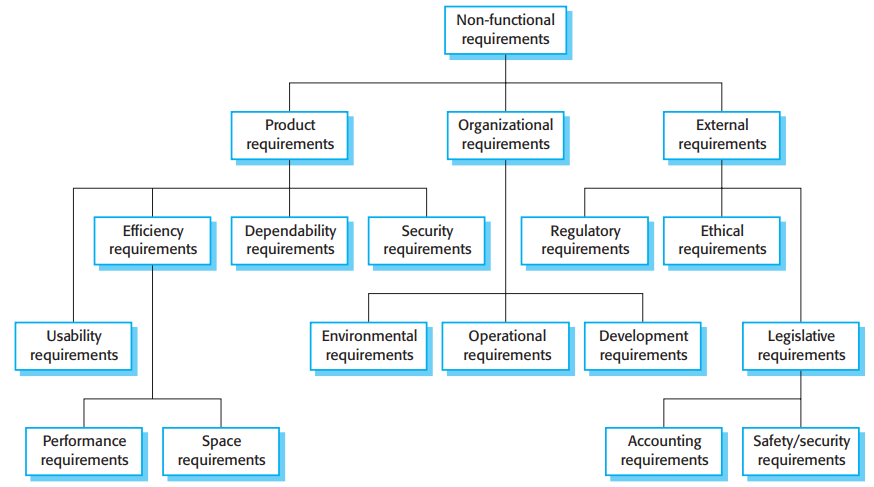 Non-functional
requirements
Product
requirements
Organizational
requirements
External
requirements
Efficiency
requirements
Dependability
requirements
Security
requirements
Regulatory
requirements
Ethical
requirements
Usability
requirements
Environmental
requirements
Operational
requirements
Development
requirements
Legislative
requirements
Performance
requirements
Space
requirements
Accounting
requirements
Safety/security
requirements